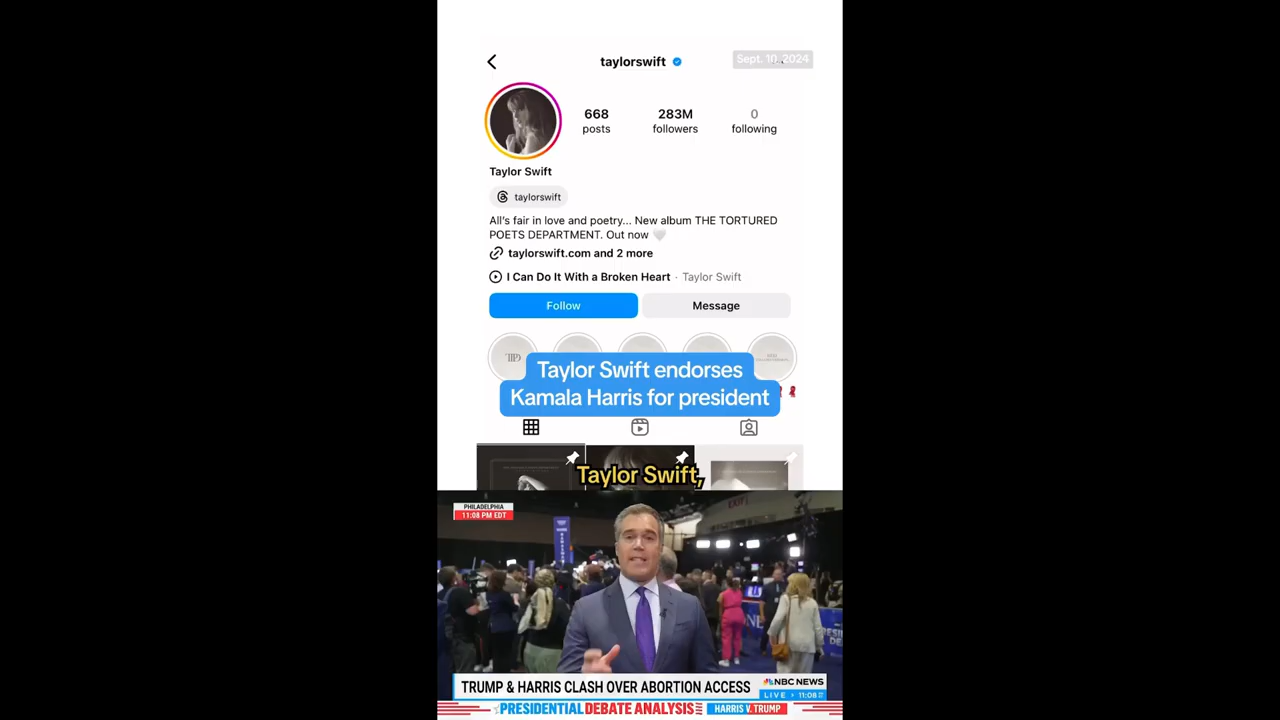 taylorswift
Sept. 10, 2024
668
283M
0
posts
followers
following
Taylor Swift
taylorswift
All's fair in love and poetry... New album THE TORTURED
POETS DEPARTMENT. Out now
taylorswift.com and 2 more
I Can Do It With a Broken Heart · Taylor Swift
Follow
Message
Taylor Swift endorses
Kamala Harris for president
Taylor Swift,
PHILADELPHIA
11:08 PM EDT
EXIT
TRUMP & HARRIS CLASH OVER ABORTION ACCESS
NBC NEWS
LIVE
11:08
PRESIDENTIAL DEBATE ANALYSIS
HARRIS V. TRUMP